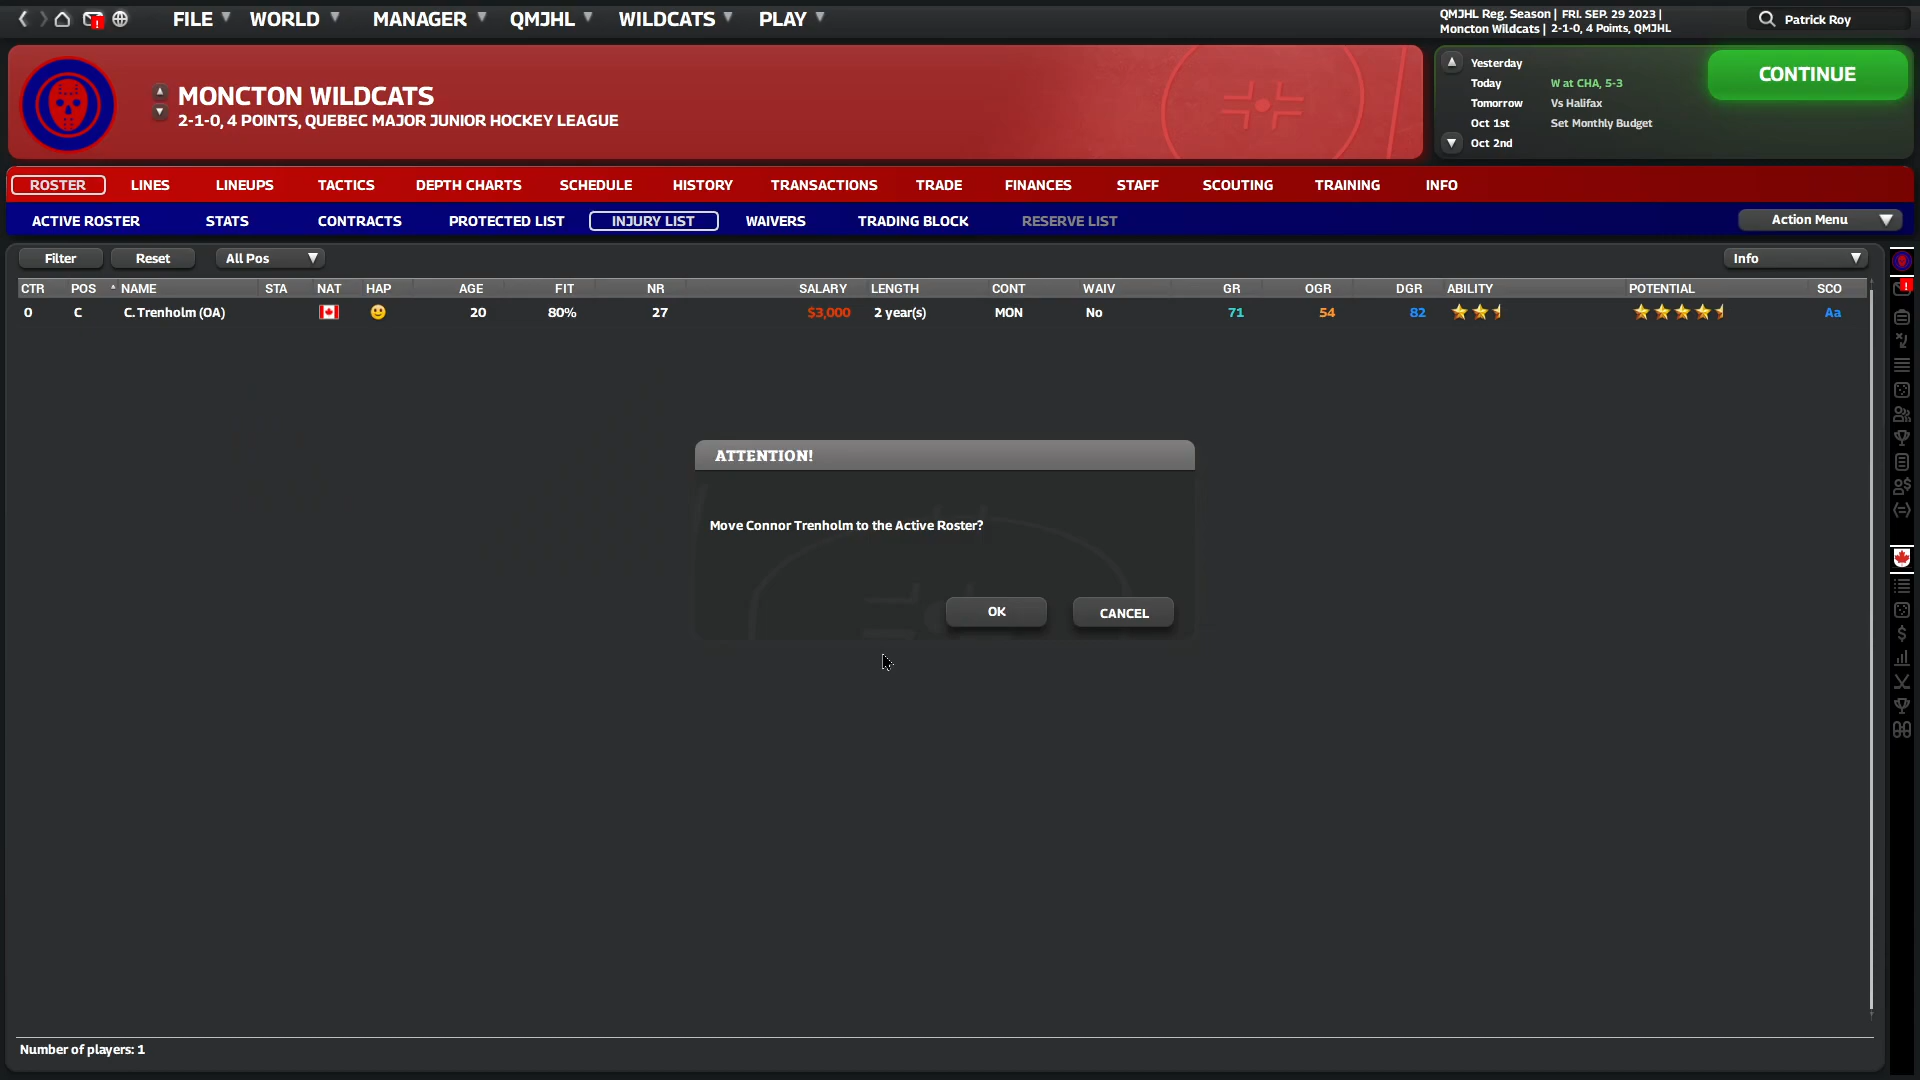 FILE WORLD MANAGER QMJHL WILDCATS PLAY
QMJHL Reg. Season | FRI. SEP. 29 2023 |
Moncton Wildcats | 2-1-0, 4 Points, QMJHL
Patrick Roy
MONCTON WILDCATS
2-1-0, 4 POINTS, QUEBEC MAJOR JUNIOR HOCKEY LEAGUE
Yesterday
Today W at CHA, 5-3
Tomorrow Vs Halifax
Oct 1st Set Monthly Budget
Oct 2nd
CONTINUE
ROSTER LINES LINEUPS TACTICS DEPTH CHARTS SCHEDULE HISTORY TRANSACTIONS TRADE FINANCES STAFF SCOUTING TRAINING INFO
ACTIVE ROSTER STATS CONTRACTS PROTECTED LIST INJURY LIST WAIVERS TRADING BLOCK RESERVE LIST Action Menu
Filter Reset All Pos Info
CTR POS NAME STA NAT HAP AGE FIT NR SALARY LENGTH CONT WAIV GR OGR DGR ABILITY POTENTIAL SCO
0 C C. Trenholm (OA) 20 80% 27 $3,000 2 year(s) MON No 71 54 82 Aa
ATTENTION!
Move Connor Trenholm to the Active Roster?
OK CANCEL
Number of players: 1